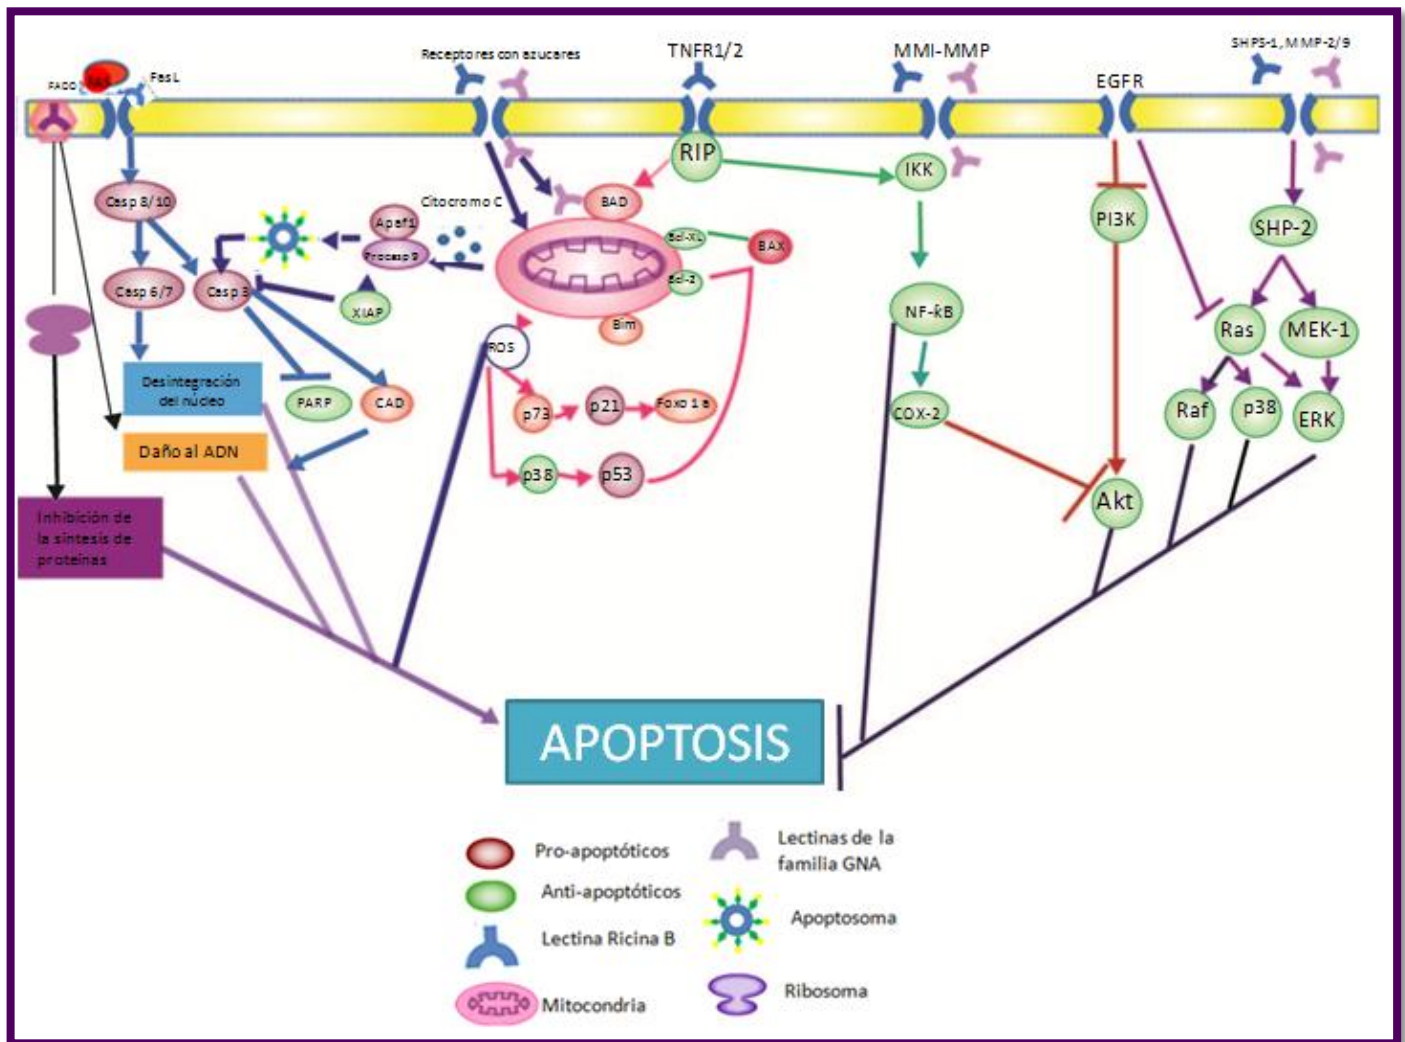 FADD
FAS
FasL
Receptores con azucares
TNFR1/2
MMI-MMP
EGFR
SHPS-1, MMP-2/9
RIP
IKK
PI3K
SHP-2
Casp 8/10
Apaf1
Procasp 9
Citocromo C
BAD
Bcl-XL
BAX
Bcl-2
Bim
Casp 6/7
Casp 3
XIAP
NF-kB
Ras
MEK-1
ROS
Desintegración
del núcleo
PARP
CAD
p73
p21
Foxo 1a
COX-2
Raf
p38
ERK
Daño al ADN
p38
p53
Akt
Inhibición de
la síntesis de
proteínas
APOPTOSIS
Pro-apoptóticos
Anti-apoptóticos
Lectina Ricina B
Mitocondria
Lectinas de la
familia GNA
Apoptosoma
Ribosoma